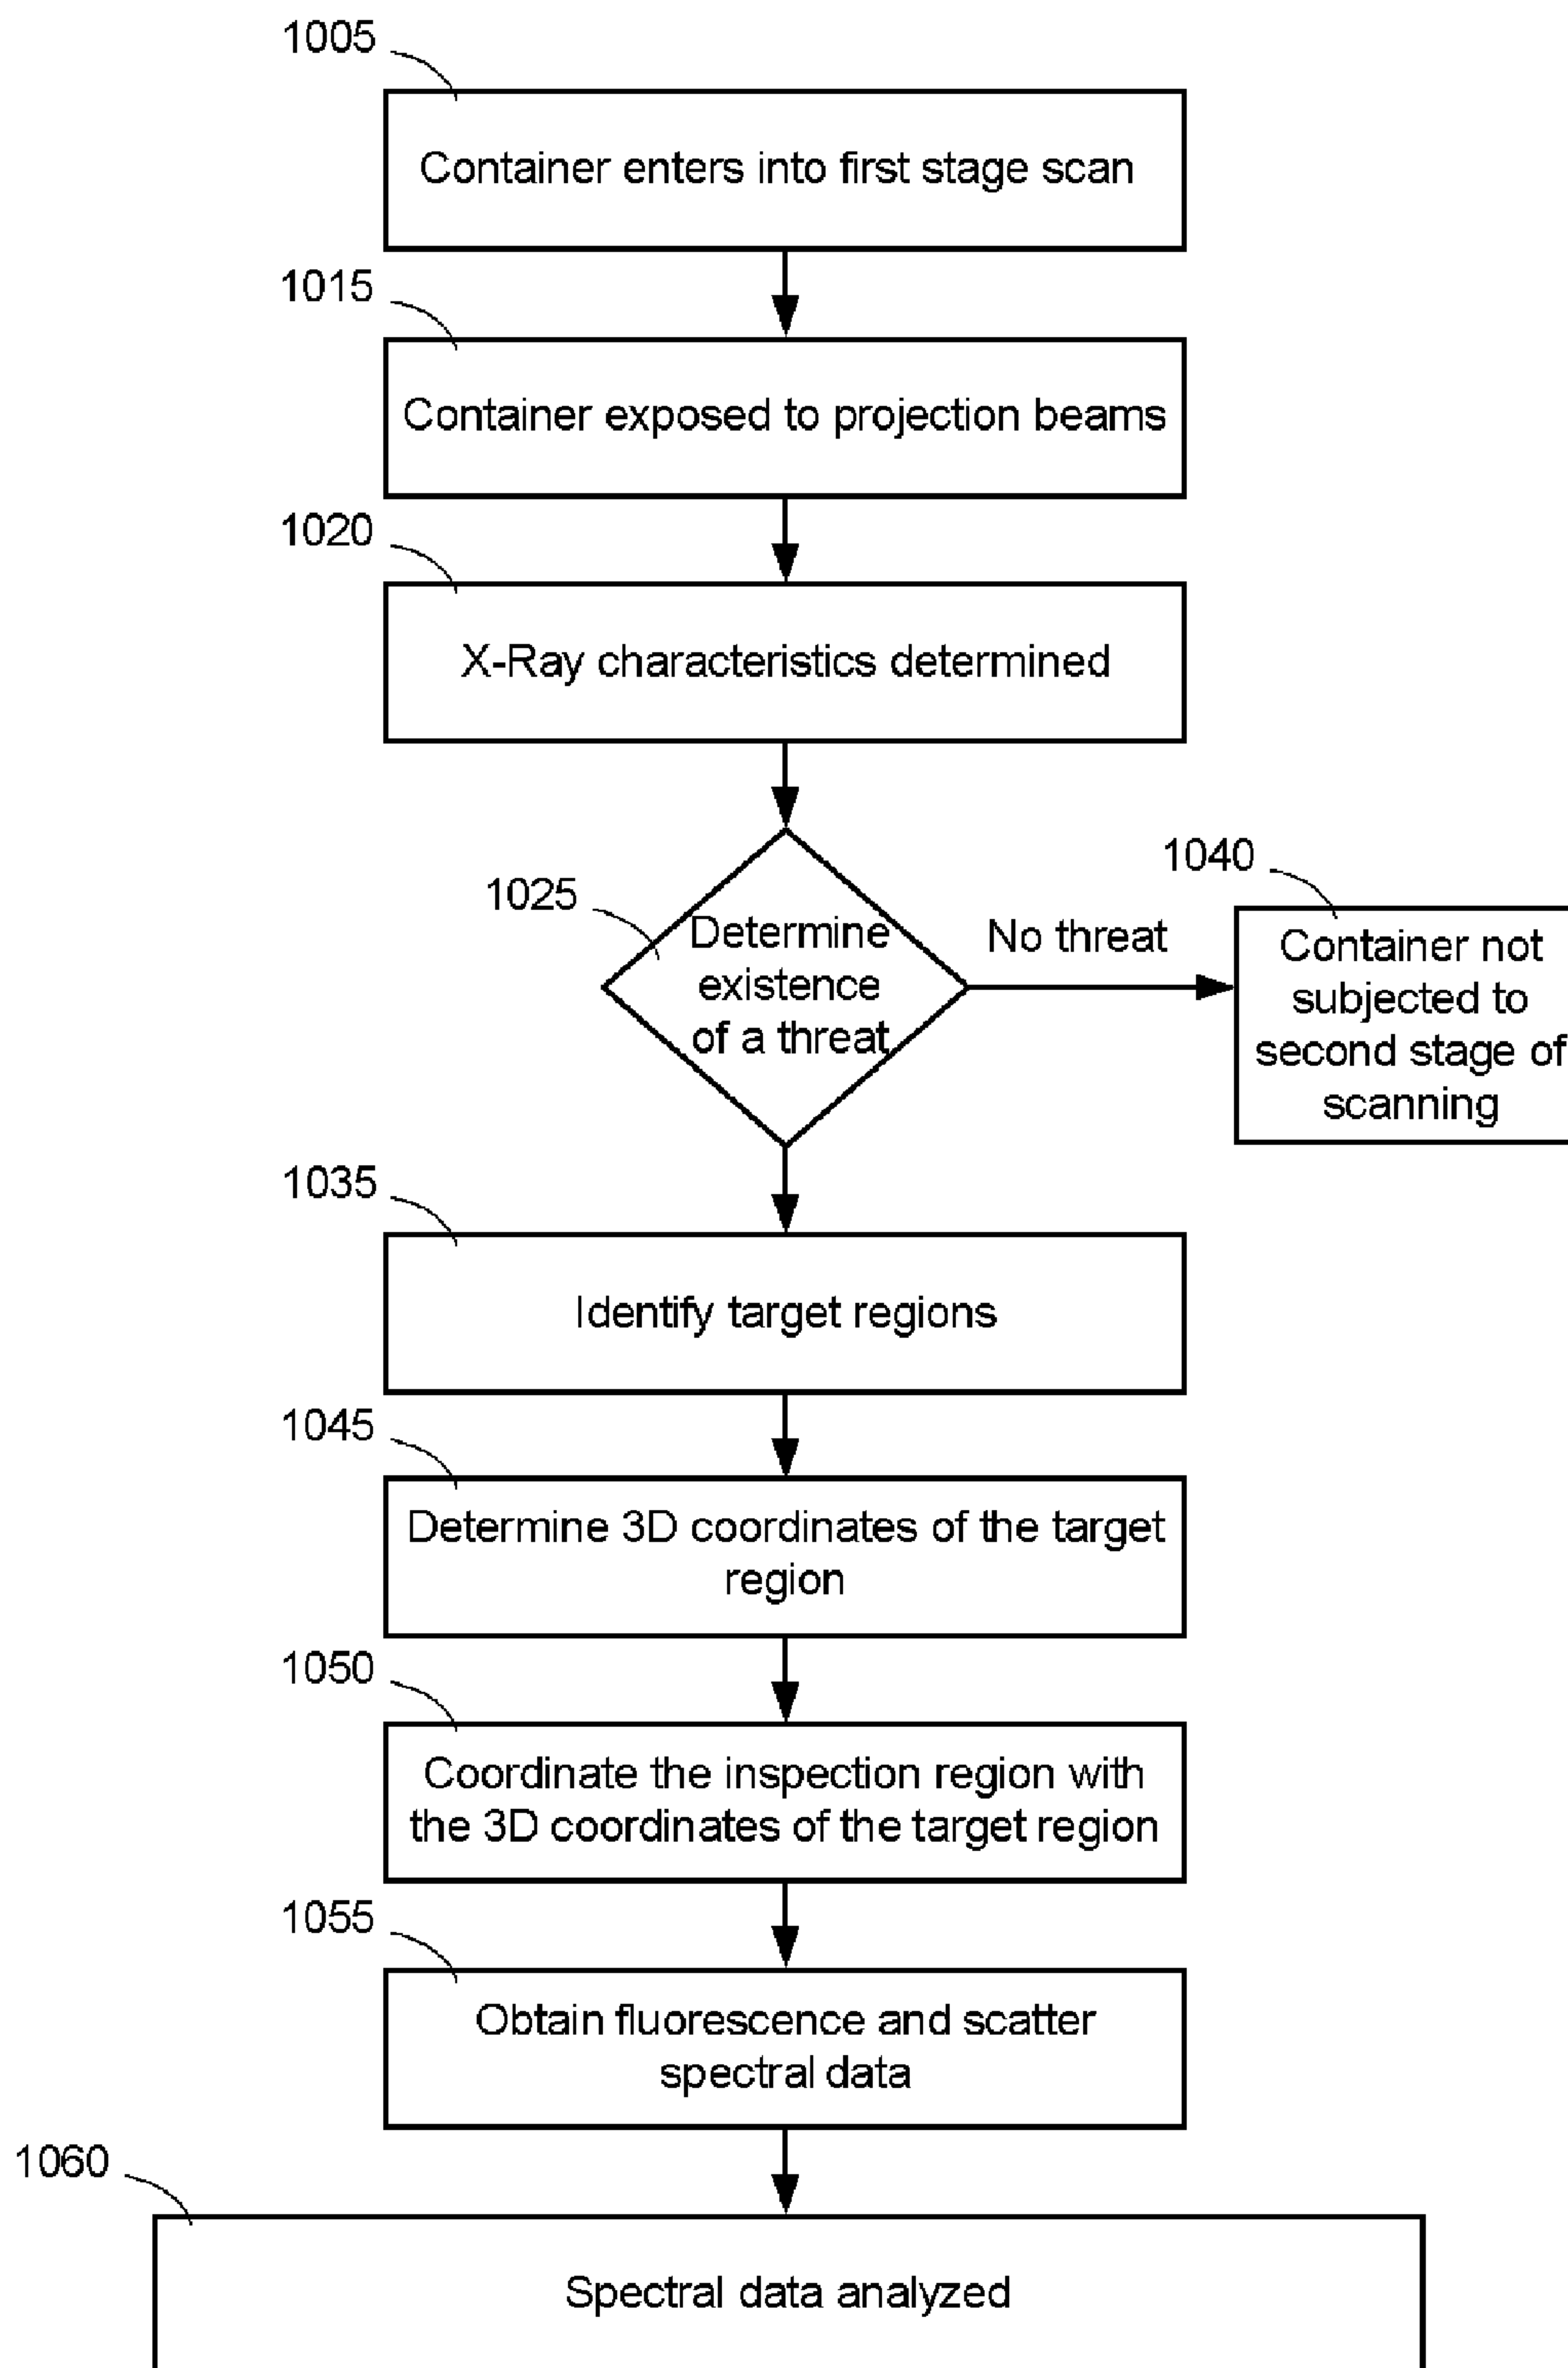 1005
Container enters into first stage scan
1015
Container exposed to projection beams
1020
X-Ray characteristics determined
1025
Determine
existence
of a threat
No threat
1040
Container not
subjected to
second stage of
scanning
1035
Identify target regions
1045
Determine 3D coordinates of the target
region
1050
Coordinate the inspection region with
the 3D coordinates of the target region
1055
Obtain fluorescence and scatter
spectral data
1060
Spectral data analyzed